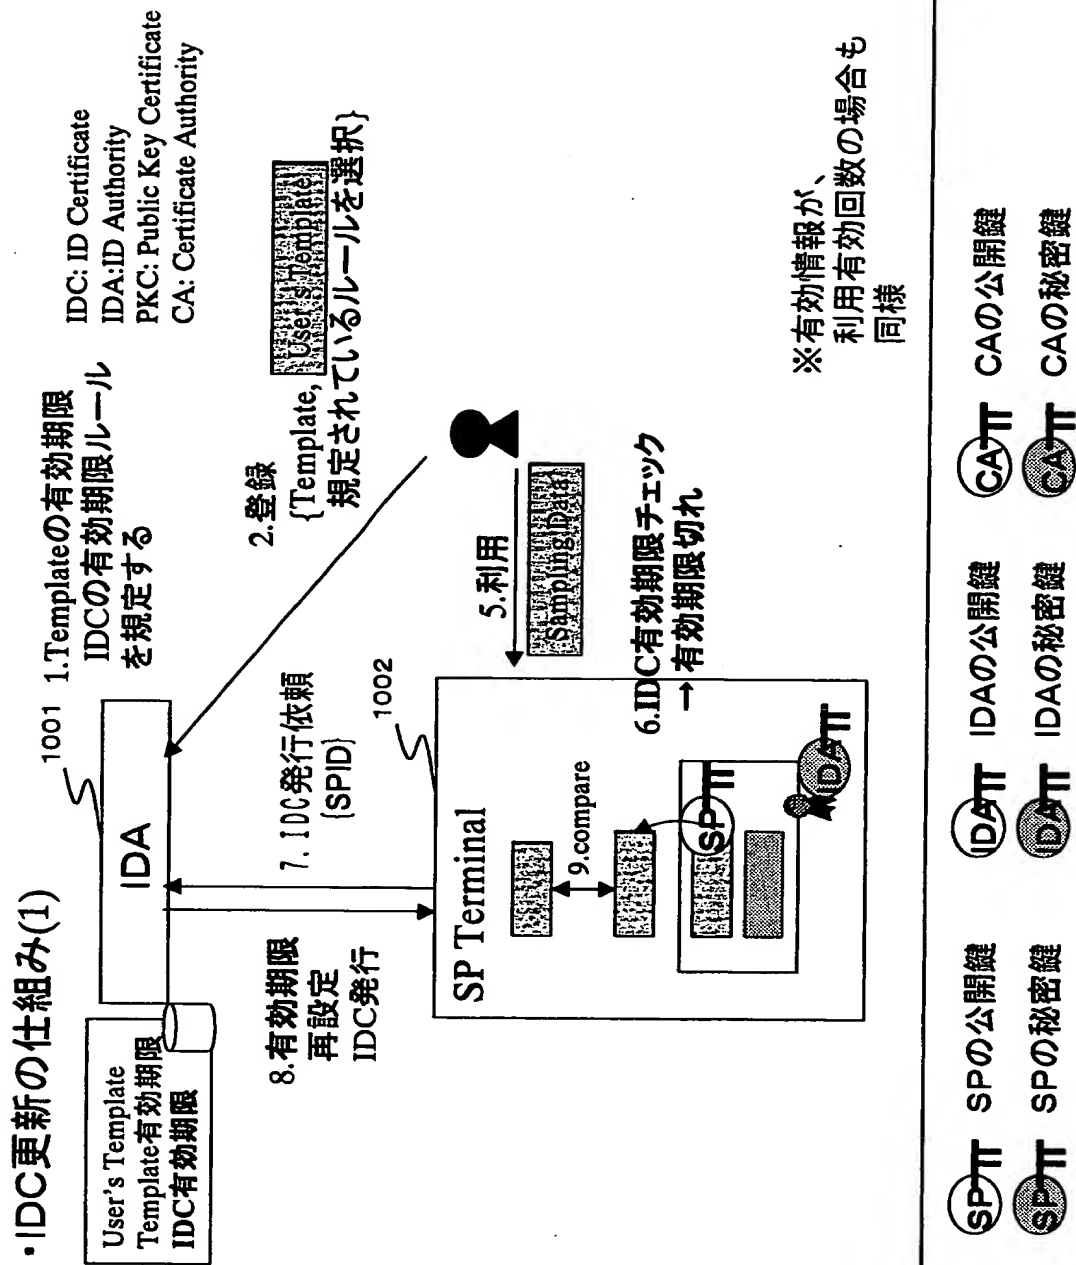 ・IDC更新の仕組み(1)
IDC: ID Certificate
IDA:ID Authority
PKC: Public Key Certificate
CA: Certificate Authority
User's Template
Template有効期限
IDC有効期限
IDA
1001
1.Templateの有効期限
IDCの有効期限ルール
を規定する
2.登録
{Template, User's Template
規定されているルールを選択}
7. IDC発行依頼
{SPID}
8.有効期限
再設定
IDC発行
1002
SP Terminal
5.利用
Sampling Data
6.IDC有効期限チェック
→ 有効期限切れ
9.compare
SP
IDA
※有効情報が、
利用有効回数の場合も
同様
SP SPの公開鍵
IDA IDAの公開鍵
CA CAの公開鍵
SP SPの秘密鍵
IDA IDAの秘密鍵
CA CAの秘密鍵